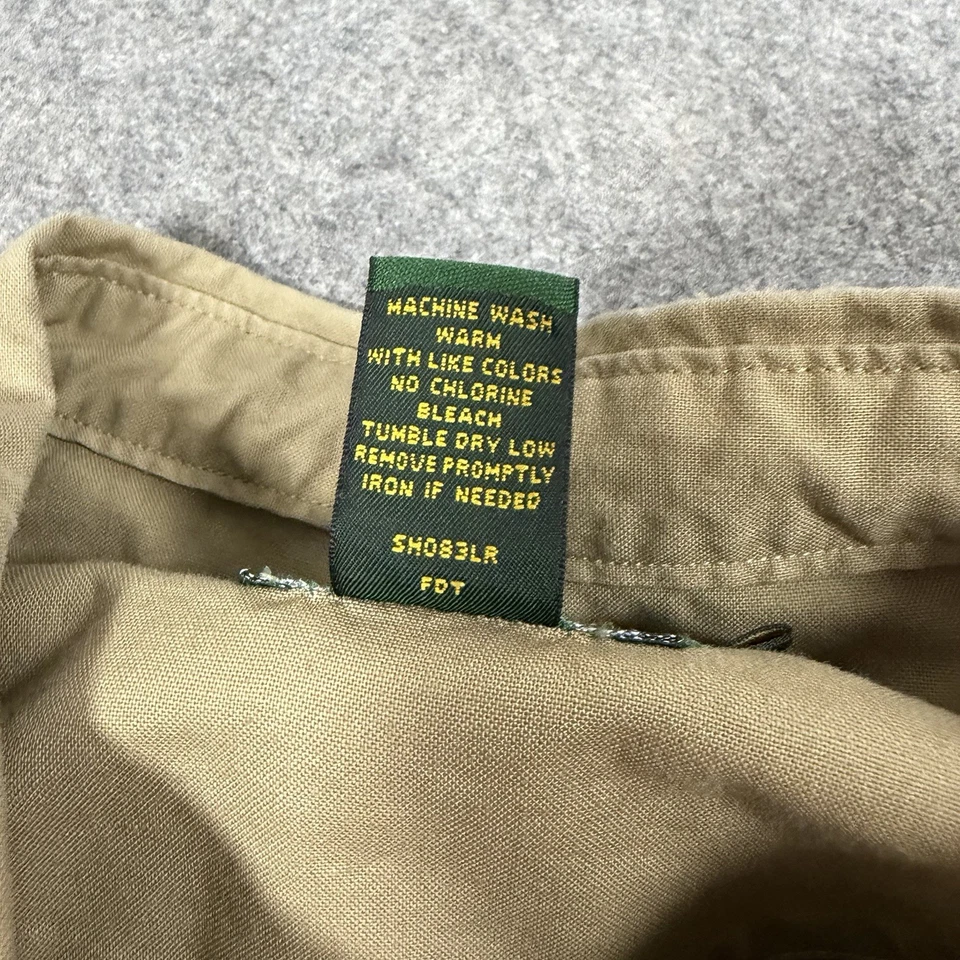 MACHINE WASH
WARM
WITH LIKE COLORS
NO CHLORINE
BLEACH
TUMBLE DRY LOW
REMOVE PROMPTLY
IRON IF NEEDED
SH083LR
FDT